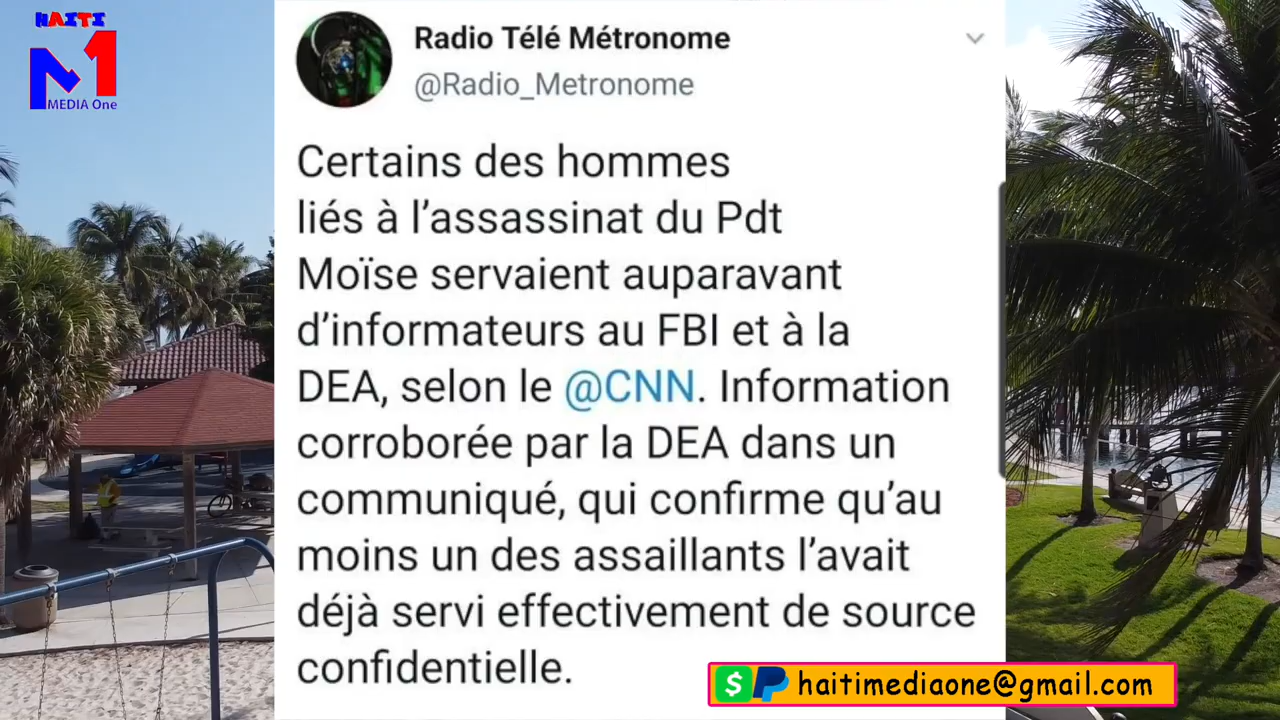 HAITI
M1
MEDIA One
Radio Télé Métronome
@Radio_Metronome
Certains des hommes
liés à l’assassinat du Pdt
Moïse servaient auparavant
d’informateurs au FBI et à la
DEA, selon le @CNN. Information
corroborée par la DEA dans un
communiqué, qui confirme qu’au
moins un des assaillants l’avait
déjà servi effectivement de source
confidentielle.
$ P haitimediaone@gmail.com